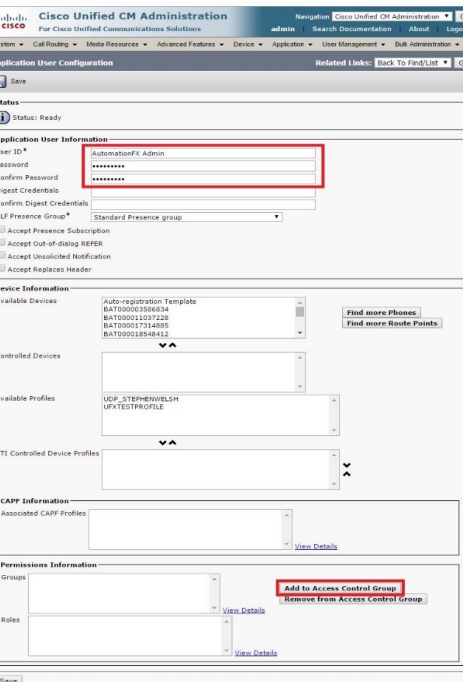 CISCO
Cisco Unified CM Administration
For Cisco Unified Communications Solutions
Navigation Cisco Unified CM Administration
admin Search Documentation About Logo
stem Call Routing Media Resources Advanced Features Device Application User Management Bulk Administration
pplication User Configuration
Related Links: Back To Find/List G
Save
tatus
Status: Ready
pplication User Information
ser ID* AutomationFX Admin
assword •••••••••
onfirm Password •••••••••
igest Credentials
onfirm Digest Credentials
LF Presence Group* Standard Presence group
Accept Presence Subscription
Accept Out-of-dialog REFER
Accept Unsolicited Notification
Accept Replaces Header
evice Information
vailable Devices
Auto-registration Template
BAT000003586834
BAT000011037228
BAT000017314885
BAT000018548412
Find more Phones
Find more Route Points
ontrolled Devices
vailable Profiles
UDP_STEPHENWELSH
UFXTESTPROFILE
TI Controlled Device Profiles
CAPF Information
Associated CAPF Profiles
View Details
Permissions Information
Groups
Add to Access Control Group
Remove from Access Control Group
View Details
Roles
View Details
Save